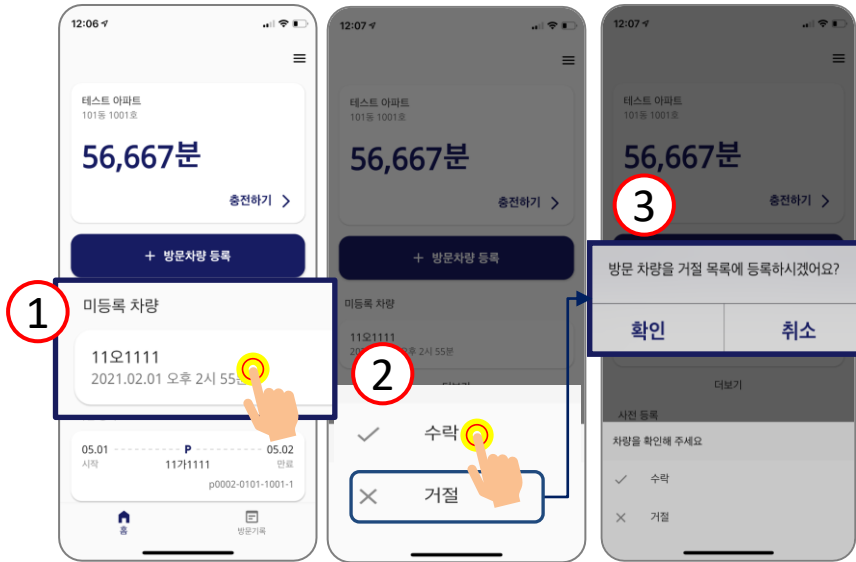 12:06
테스트 아파트
101동 1001호
56,667분
충전하기 >
+ 방문차량 등록
1
미등록 차량
11오1111
2021.02.01 오후 2시 55분
05.01 P 05.02
시작 11가1111 만료
p0002-0101-1001-1
홈 방문기록
12:07
테스트 아파트
101동 1001호
56,667분
충전하기 >
+ 방문차량 등록
미등록 차량
11오1111
오후 2시 55분
2
수락
거절
12:07
테스트 아파트
101동 1001호
56,667분
충전하기 >
3
방문 차량을 거절 목록에 등록하시겠어요?
확인 취소
더보기
사전 등록
차량을 확인해 주세요
수락
거절